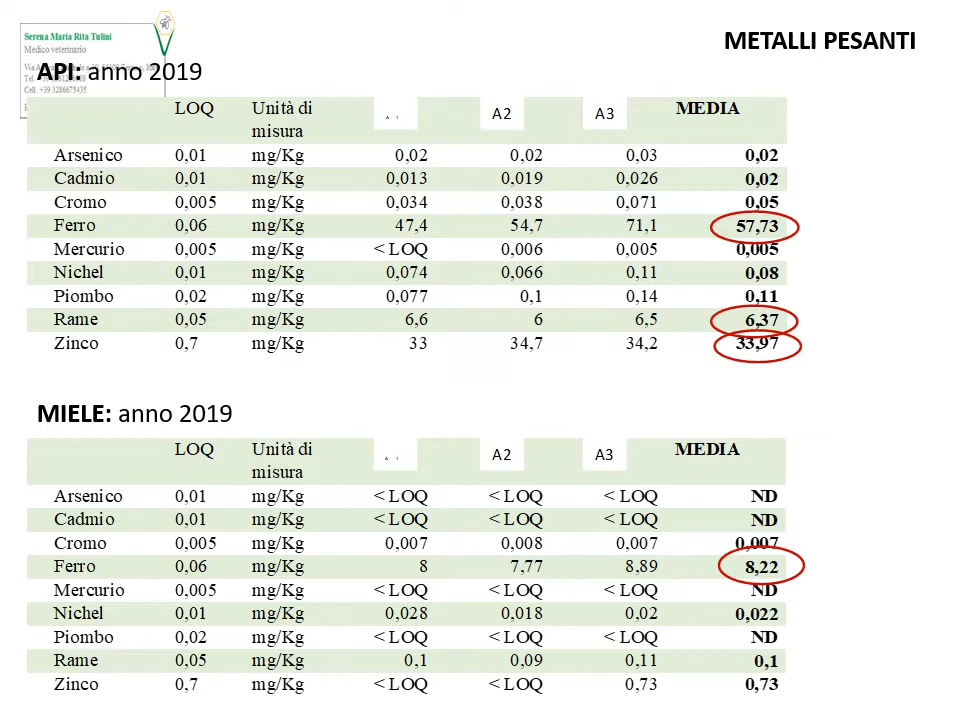 Serena Maria Rita Tulini
Medico veterinario
METALLI PESANTI
API: anno 2019
Cell. +39 3286675435
LOQ Unità di misura A2 A3 MEDIA
Arsenico 0,01 mg/Kg 0,02 0,02 0,03 0,02
Cadmio 0,01 mg/Kg 0,013 0,019 0,026 0,02
Cromo 0,005 mg/Kg 0,034 0,038 0,071 0,05
Ferro 0,06 mg/Kg 47,4 54,7 71,1 57,73
Mercurio 0,005 mg/Kg < LOQ 0,006 0,005 0,005
Nichel 0,01 mg/Kg 0,074 0,066 0,11 0,08
Piombo 0,02 mg/Kg 0,077 0,1 0,14 0,11
Rame 0,05 mg/Kg 6,6 6 6,5 6,37
Zinco 0,7 mg/Kg 33 34,7 34,2 33,97
MIELE: anno 2019
LOQ Unità di misura A2 A3 MEDIA
Arsenico 0,01 mg/Kg < LOQ < LOQ < LOQ ND
Cadmio 0,01 mg/Kg < LOQ < LOQ < LOQ ND
Cromo 0,005 mg/Kg 0,007 0,008 0,007 0,007
Ferro 0,06 mg/Kg 8 7,77 8,89 8,22
Mercurio 0,005 mg/Kg < LOQ < LOQ < LOQ ND
Nichel 0,01 mg/Kg 0,028 0,018 0,02 0,022
Piombo 0,02 mg/Kg < LOQ < LOQ < LOQ ND
Rame 0,05 mg/Kg 0,1 0,09 0,11 0,1
Zinco 0,7 mg/Kg < LOQ < LOQ 0,73 0,73